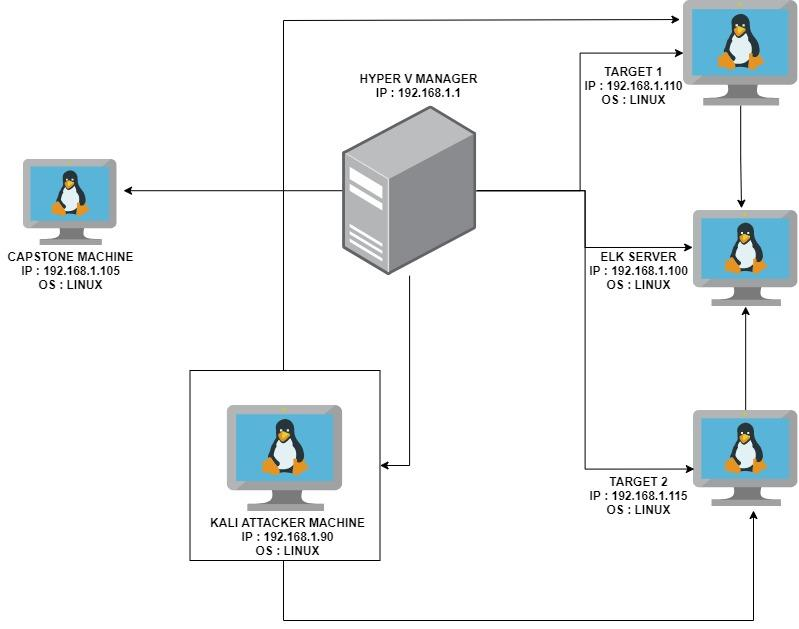 HYPER V MANAGER
IP : 192.168.1.1
TARGET 1
IP : 192.168.1.110
OS : LINUX
CAPSTONE MACHINE
IP : 192.168.1.105
OS : LINUX
ELK SERVER
IP : 192.168.1.100
OS : LINUX
TARGET 2
IP : 192.168.1.115
OS : LINUX
KALI ATTACKER MACHINE
IP : 192.168.1.90
OS : LINUX